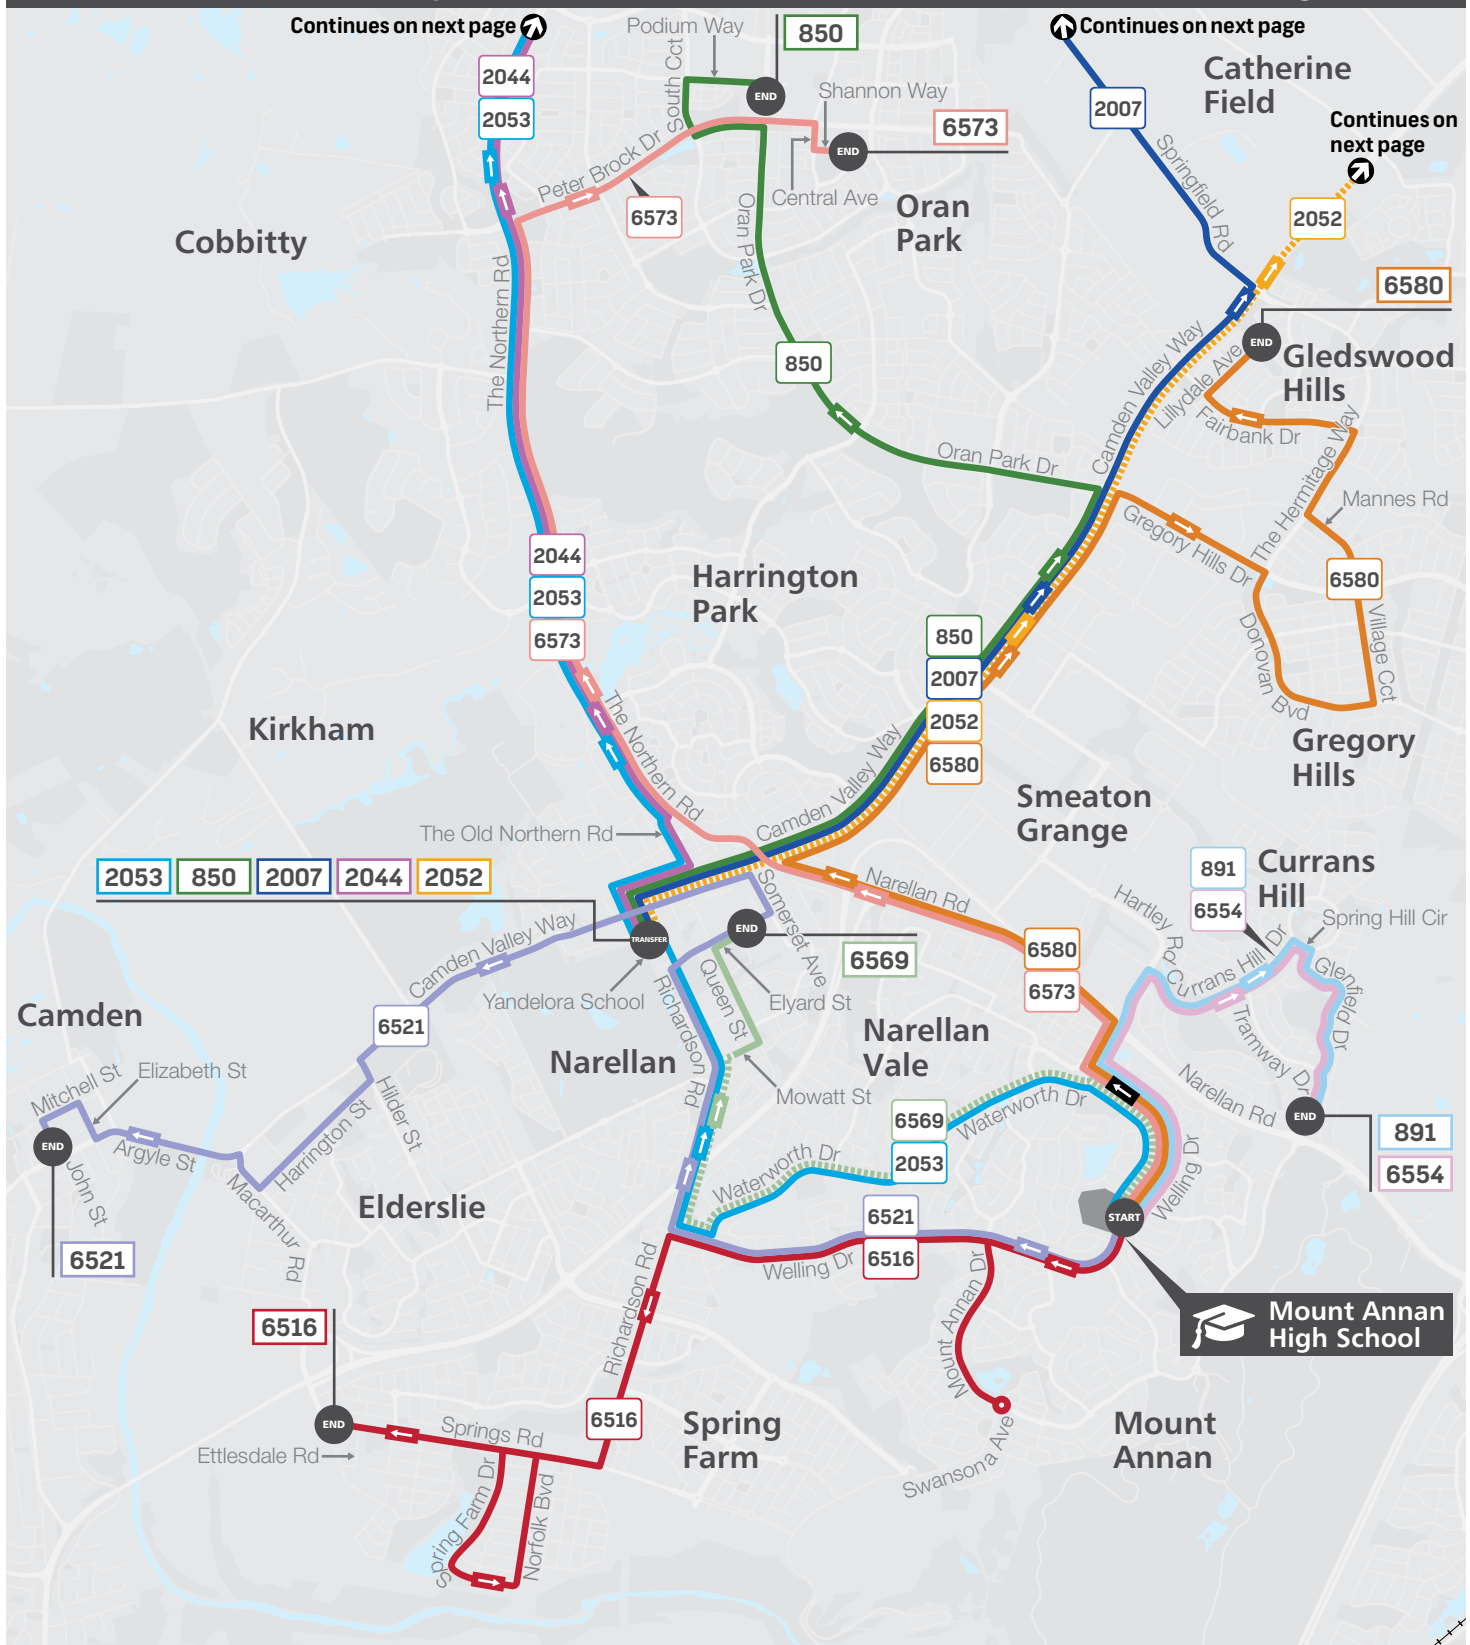 Continues on next page
Continues on next page
Podium Way
850
Catherine
Field
2044
END
Shannon Way
2007
2053
South Cct
6573
Continues on
next page
END
Springfield Rd
Peter Brock Dr
Central Ave
6573
Oran
Park
2052
Cobbitty
Oran Park Dr
6580
The Northern Rd
END
Gledswood
Hills
850
Camden Valley Way
Lillydale Ave
Fairbank Dr
Oran Park Dr
The Hermitage Way
Mannes Rd
Gregory Hills Dr
2044
2053
6573
Harrington
Park
6580
850
2007
2052
6580
Donovan Bvd
Village Cct
Kirkham
The Northern Rd
Gregory
Hills
Camden Valley Way
Smeaton
Grange
The Old Northern Rd
Camden Valley Way
2053
850
2007
2044
2052
891
6554
Currans
Hill
Narellan Rd
Somerset Ave
Hartley Rd
Spring Hill Cir
Camden Valley Way
TRANSFER
END
6569
6580
6573
Currans Hill Dr
Glenfield Dr
Yandelora School
Queen St
Elyard St
Richardson Rd
Tramway Dr
Camden
6521
Narellan
Narellan
Vale
Mitchell St
Elizabeth St
Hilder St
Mowatt St
Narellan Rd
Waterworth Dr
END
6569
2053
891
6554
END
Argyle St
Harrington St
Waterworth Dr
Welling Dr
John St
Macarthur Rd
Elderslie
START
6521
6516
6521
Welling Dr
Richardson Rd
Mount Annan Dr
6516
Mount Annan
High School
END
Springs Rd
6516
Spring
Farm
Mount
Annan
Ettlesdale Rd
Swansona Ave
Spring Farm Dr
Norfolk Bvd